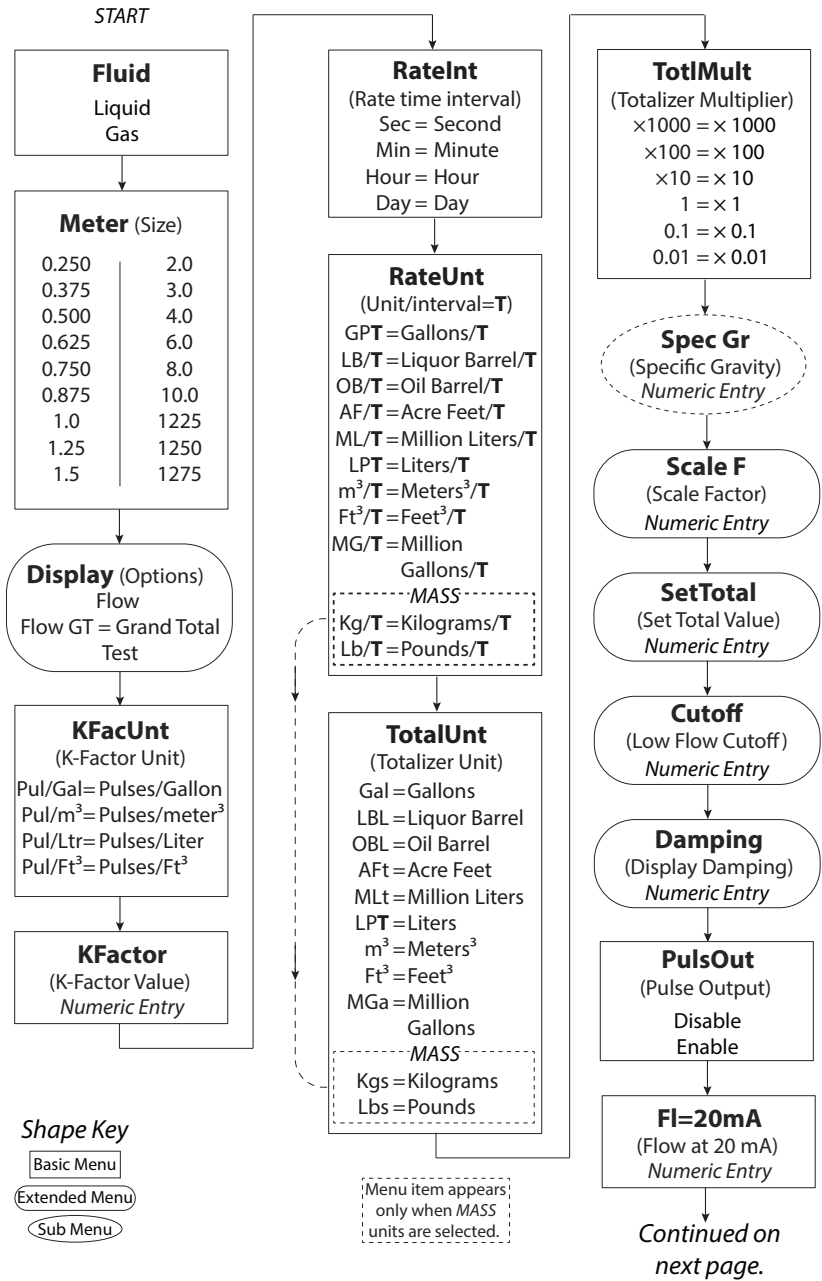 START
Fluid
Liquid
Gas
Meter (Size)
0.250 2.0
0.375 3.0
0.500 4.0
0.625 6.0
0.750 8.0
0.875 10.0
1.0 1225
1.25 1250
1.5 1275
Display (Options)
Flow
Flow GT = Grand Total
Test
KFacUnt
(K-Factor Unit)
Pul/Gal= Pulses/Gallon
Pul/m³= Pulses/meter³
Pul/Ltr= Pulses/Liter
Pul/Ft³= Pulses/Ft³
KFactor
(K-Factor Value)
Numeric Entry
Shape Key
Basic Menu
Extended Menu
Sub Menu
RateInt
(Rate time interval)
Sec = Second
Min = Minute
Hour = Hour
Day = Day
RateUnt
(Unit/interval=T)
GPT=Gallons/T
LB/T=Liquor Barrel/T
OB/T=Oil Barrel/T
AF/T=Acre Feet/T
ML/T=Million Liters/T
LPT=Liters/T
m³/T=Meters³/T
Ft³/T=Feet³/T
MG/T=Million
Gallons/T
MASS
Kg/T=Kilograms/T
Lb/T=Pounds/T
TotalUnt
(Totalizer Unit)
Gal=Gallons
LBL=Liquor Barrel
OBL=Oil Barrel
AFt=Acre Feet
MLt=Million Liters
LPT=Liters
m³=Meters³
Ft³=Feet³
MGa=Million
Gallons
MASS
Kgs=Kilograms
Lbs=Pounds
Menu item appears
only when MASS
units are selected.
TotlMult
(Totalizer Multiplier)
×1000 = × 1000
×100 = × 100
×10 = × 10
1 = × 1
0.1 = × 0.1
0.01 = × 0.01
Spec Gr
(Specific Gravity)
Numeric Entry
Scale F
(Scale Factor)
Numeric Entry
SetTotal
(Set Total Value)
Numeric Entry
Cutoff
(Low Flow Cutoff)
Numeric Entry
Damping
(Display Damping)
Numeric Entry
PulsOut
(Pulse Output)
Disable
Enable
Fl=20mA
(Flow at 20 mA)
Numeric Entry
Continued on
next page.